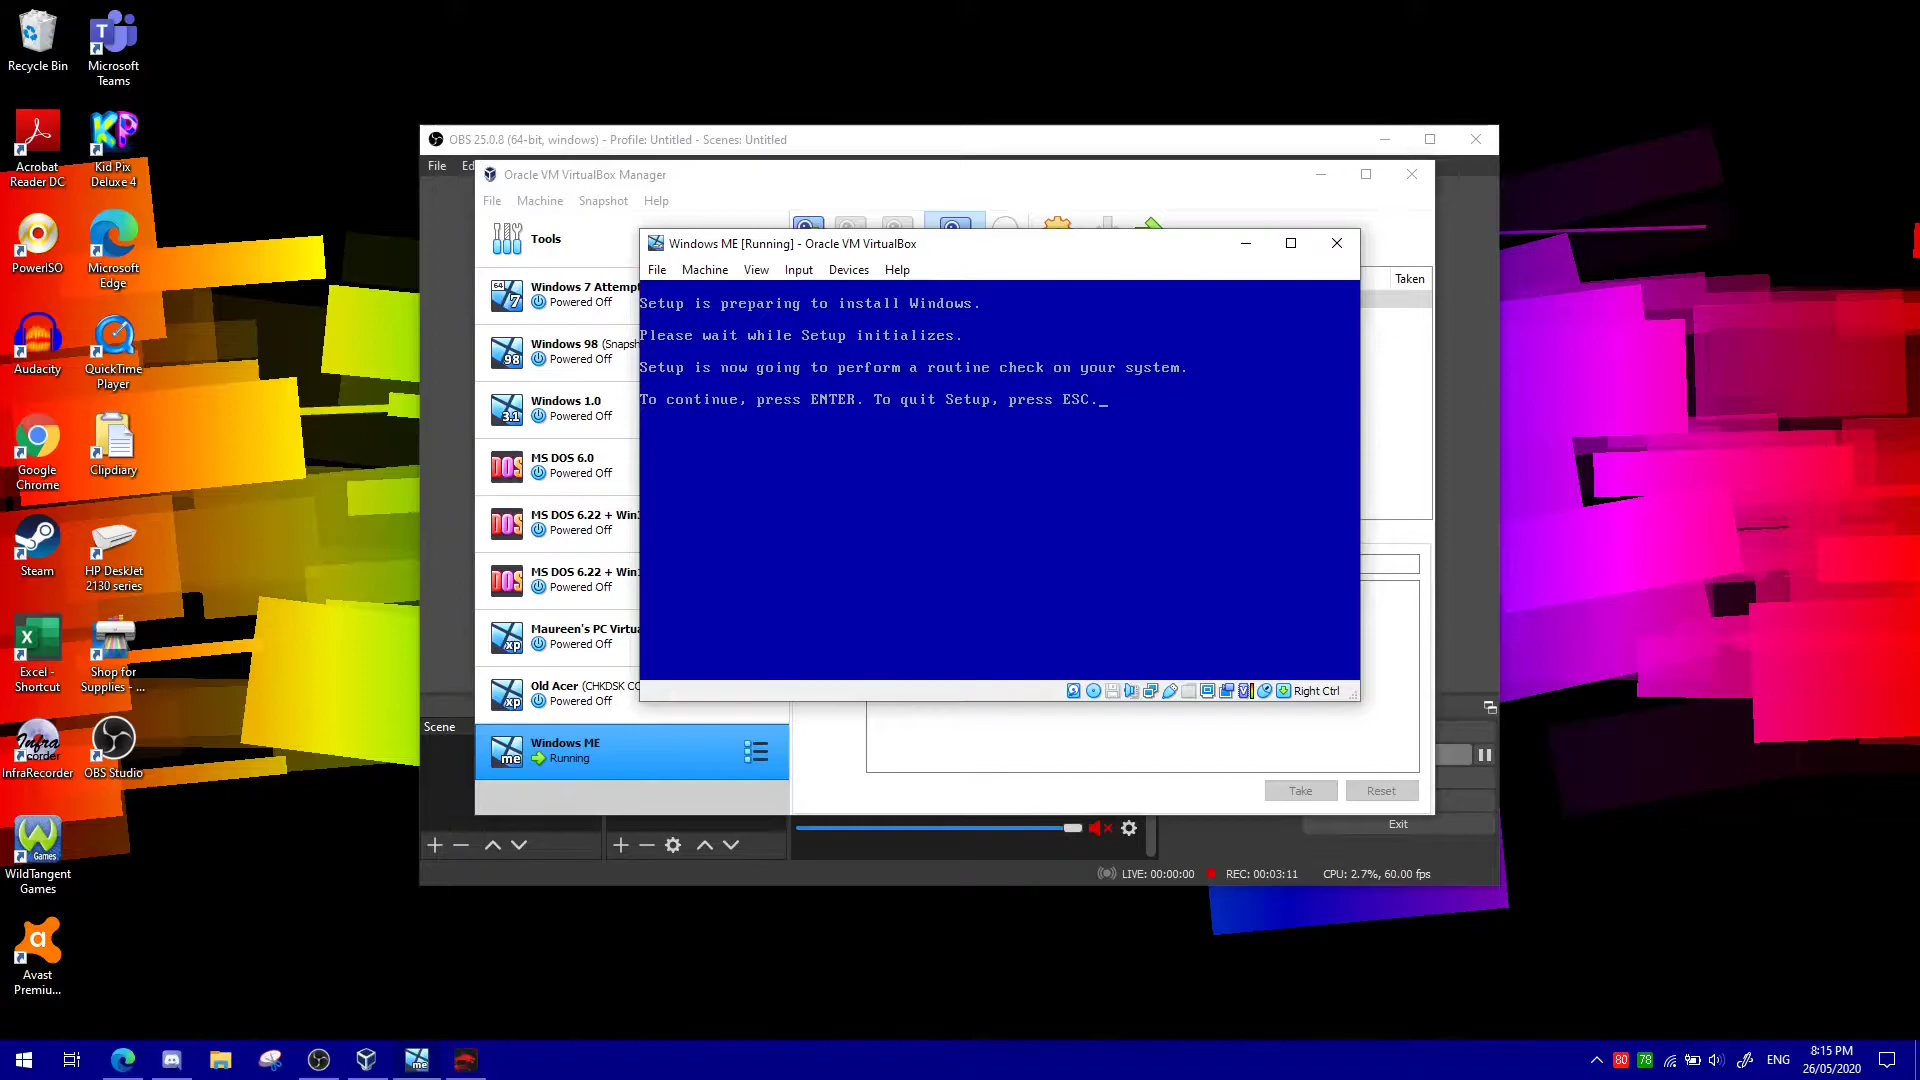 Recycle Bin
Microsoft
Teams
Acrobat
Reader DC
Kid Pix
Deluxe 4
PowerISO
Microsoft
Edge
Audacity
QuickTime
Player
Google
Chrome
Clipdiary
Steam
HP DeskJet
2130 series
Excel -
Shortcut
Shop for
Supplies - ...
InfraRecorder
OBS Studio
WildTangent
Games
Avast
Premiu...
OBS 25.0.8 (64-bit, windows) - Profile: Untitled - Scenes: Untitled
File Ed
Oracle VM VirtualBox Manager
File Machine Snapshot Help
Tools
Taken
Windows 7 Attemp
Powered Off
Windows 98 (Snapsh
Powered Off
Windows 1.0
Powered Off
MS DOS 6.0
Powered Off
MS DOS 6.22 + Win3
Powered Off
MS DOS 6.22 + Win
Powered Off
Maureen's PC Virtua
Powered Off
Old Acer (CHKDSK CO
Powered Off
Windows ME
Running
Windows ME [Running] - Oracle VM VirtualBox
File Machine View Input Devices Help
Setup is preparing to install Windows.
Please wait while Setup initializes.
Setup is now going to perform a routine check on your system.
To continue, press ENTER. To quit Setup, press ESC._
Right Ctrl
Scene
Take Reset
Exit
LIVE: 00:00:00 REC: 00:03:11 CPU: 2.7%, 60.00 fps
80 78 ENG
8:15 PM
26/05/2020